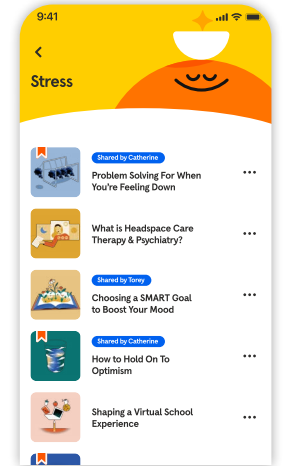 9:41
Stress
Shared by Catherine
Problem Solving For When
You're Feeling Down
What is Headspace Care
Therapy & Psychiatry?
Shared by Torey
Choosing a SMART Goal
to Boost Your Mood
Shared by Catherine
How to Hold On To
Optimism
Shaping a Virtual School
Experience